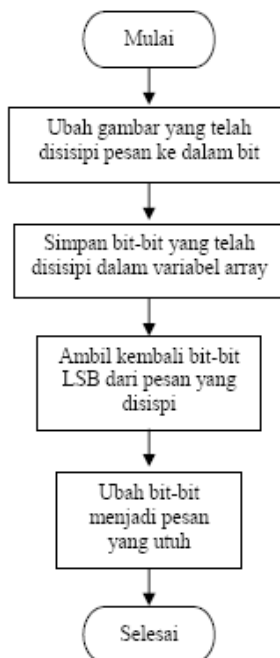 Mulai
Ubah gambar yang telah
disisipi pesan ke dalam bit
Simpan bit-bit yang telah
disisipi dalam variabel array
Ambil kembali bit-bit
LSB dari pesan yang
disispi
Ubah bit-bit
menjadi pesan
yang utuh
Selesai